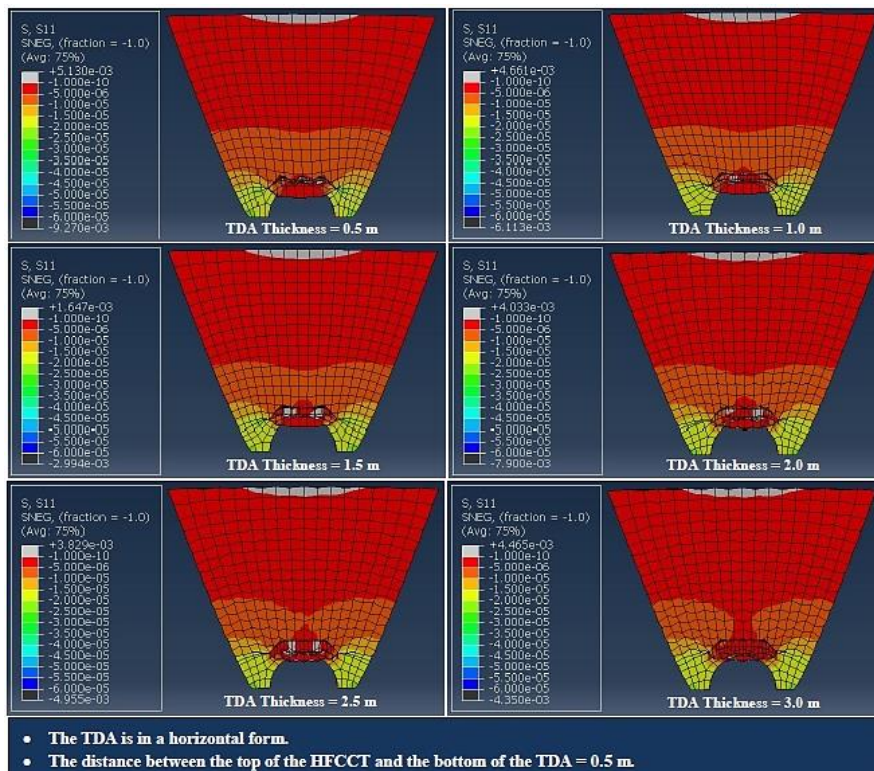 S, S11
SNEG, (fraction = -1.0)
(Avg: 75%)
+5.130e-03
-1.000e-10
-5.000e-06
-1.000e-05
-1.500e-05
-2.000e-05
-2.500e-05
-3.000e-05
-3.500e-05
-4.000e-05
-4.500e-05
-5.000e-05
-5.500e-05
-6.000e-05
-9.270e-03
TDA Thickness = 0.5 m
S, S11
SNEG, (fraction = -1.0)
(Avg: 75%)
+4.661e-03
-1.000e-10
-5.000e-06
-1.000e-05
-1.500e-05
-2.000e-05
-2.500e-05
-3.000e-05
-3.500e-05
-4.000e-05
-4.500e-05
-5.000e-05
-5.500e-05
-6.000e-05
-6.113e-03
TDA Thickness = 1.0 m
S, S11
SNEG, (fraction = -1.0)
(Avg: 75%)
+1.647e-03
-1.000e-10
-5.000e-06
-1.000e-05
-1.500e-05
-2.000e-05
-2.500e-05
-3.000e-05
-3.500e-05
-4.000e-05
-4.500e-05
-5.000e-05
-5.500e-05
-6.000e-05
-2.994e-03
TDA Thickness = 1.5 m
S, S11
SNEG, (fraction = -1.0)
(Avg: 75%)
+4.033e-03
-1.000e-10
-5.000e-06
-1.000e-05
-1.500e-05
-2.000e-05
-2.500e-05
-3.000e-05
-3.500e-05
-4.000e-05
-4.500e-05
-5.000e-05
-5.500e-05
-6.000e-05
-7.900e-03
TDA Thickness = 2.0 m
S, S11
SNEG, (fraction = -1.0)
(Avg: 75%)
+3.829e-03
-1.000e-10
-5.000e-06
-1.000e-05
-1.500e-05
-2.000e-05
-2.500e-05
-3.000e-05
-3.500e-05
-4.000e-05
-4.500e-05
-5.000e-05
-5.500e-05
-6.000e-05
-4.955e-03
TDA Thickness = 2.5 m
S, S11
SNEG, (fraction = -1.0)
(Avg: 75%)
+4.465e-03
-1.000e-10
-5.000e-06
-1.000e-05
-1.500e-05
-2.000e-05
-2.500e-05
-3.000e-05
-3.500e-05
-4.000e-05
-4.500e-05
-5.000e-05
-5.500e-05
-6.000e-05
-4.350e-03
TDA Thickness = 3.0 m
• The TDA is in a horizontal form.
• The distance between the top of the HFCCT and the bottom of the TDA = 0.5 m.